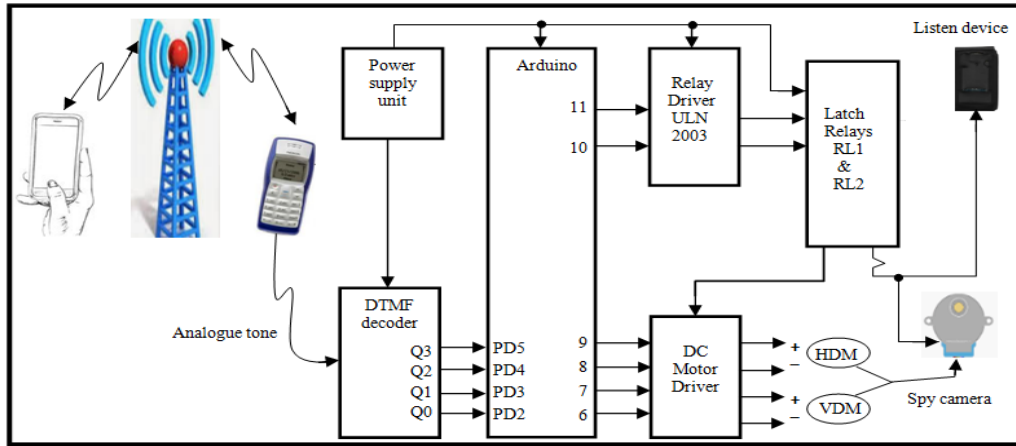 Listen device
Power
supply
unit
Arduino
11
10
Relay
Driver
ULN
2003
Latch
Relays
RL1
&
RL2
Analogue tone
DTMF
decoder
Q3
Q2
Q1
Q0
PD5
PD4
PD3
PD2
9
8
7
6
DC
Motor
Driver
+
−
+
−
HDM
VDM
Spy camera